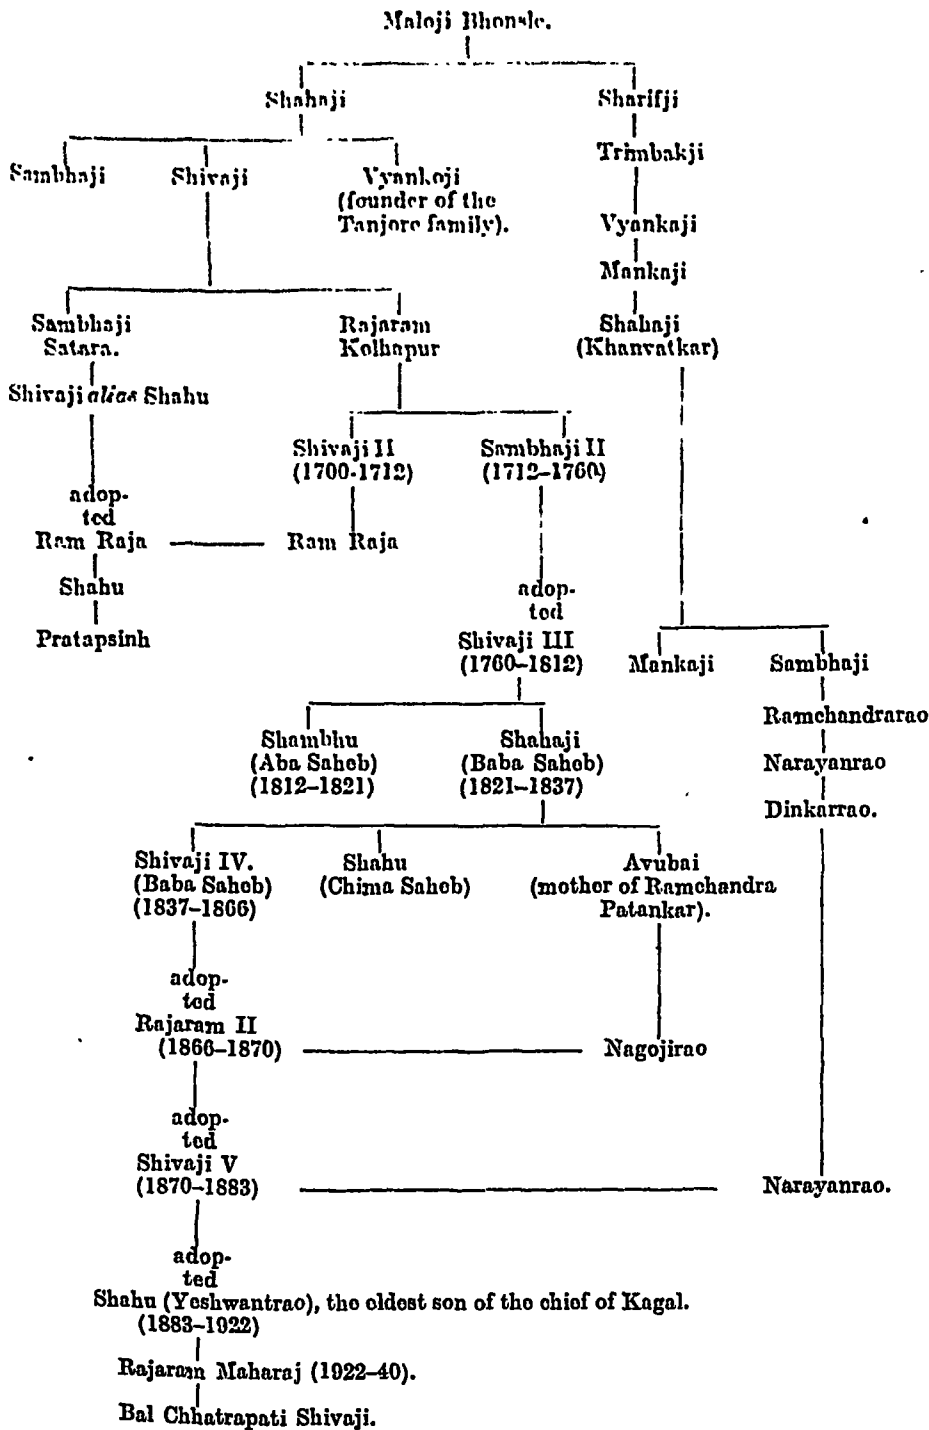 Maloji Bhonsle.
Shahaji
Sharifji
Trimbakji
Sambhaji
Shivaji
Vyankoji
(founder of the
Tanjore family).
Vyankaji
Mankaji
Sambhaji
Satara.
Rajaram
Kolhapur
Shahaji
(Khanvatkar)
Shivaji alias Shahu
Shivaji II
(1700-1712)
Sambhaji II
(1712–1760)
adop-
ted
Ram Raja
Ram Raja
Shahu
Pratapsinh
adop-
ted
Shivaji III
(1760–1812)
Mankaji
Sambhaji
Ramchandrarao
Narayanrao
Dinkarrao.
Shambhu
(Aba Saheb)
(1812–1821)
Shahaji
(Baba Saheb)
(1821–1837)
Shivaji IV.
(Baba Saheb)
(1837–1866)
Shahu
(Chima Saheb)
Avubai
(mother of Ramchandra
Patankar).
adop-
ted
Rajaram II
(1866–1870)
Nagojirao
adop-
ted
Shivaji V
(1870–1883)
Narayanrao.
adop-
ted
Shahu (Yeshwantrao), the eldest son of the chief of Kagal.
(1883–1922)
Rajaram Maharaj (1922–40).
Bal Chhatrapati Shivaji.